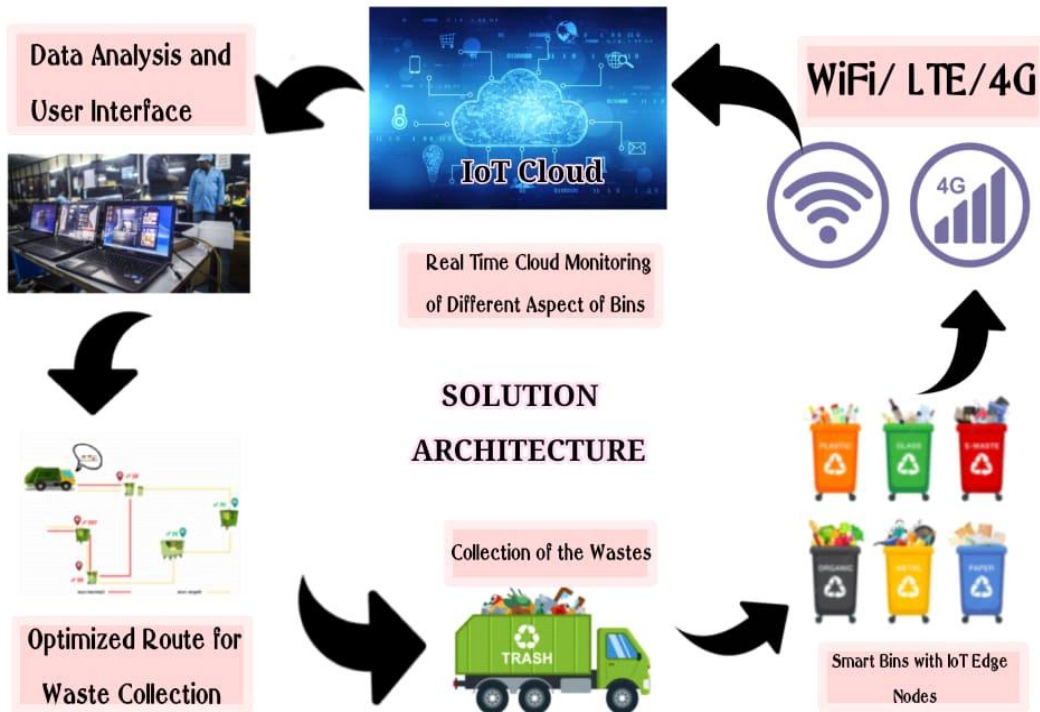 Data Analysis and
User Interface
IoT Cloud
WiFi/ LTE/4G
4G
Real Time Cloud Monitoring
of Different Aspect of Bins
SOLUTION
ARCHITECTURE
PLASTIC
GLASS
E-WASTE
ORGANIC
METAL
PAPER
Collection of the Wastes
TRASH
Optimized Route for
Waste Collection
Smart Bins with IoT Edge
Nodes